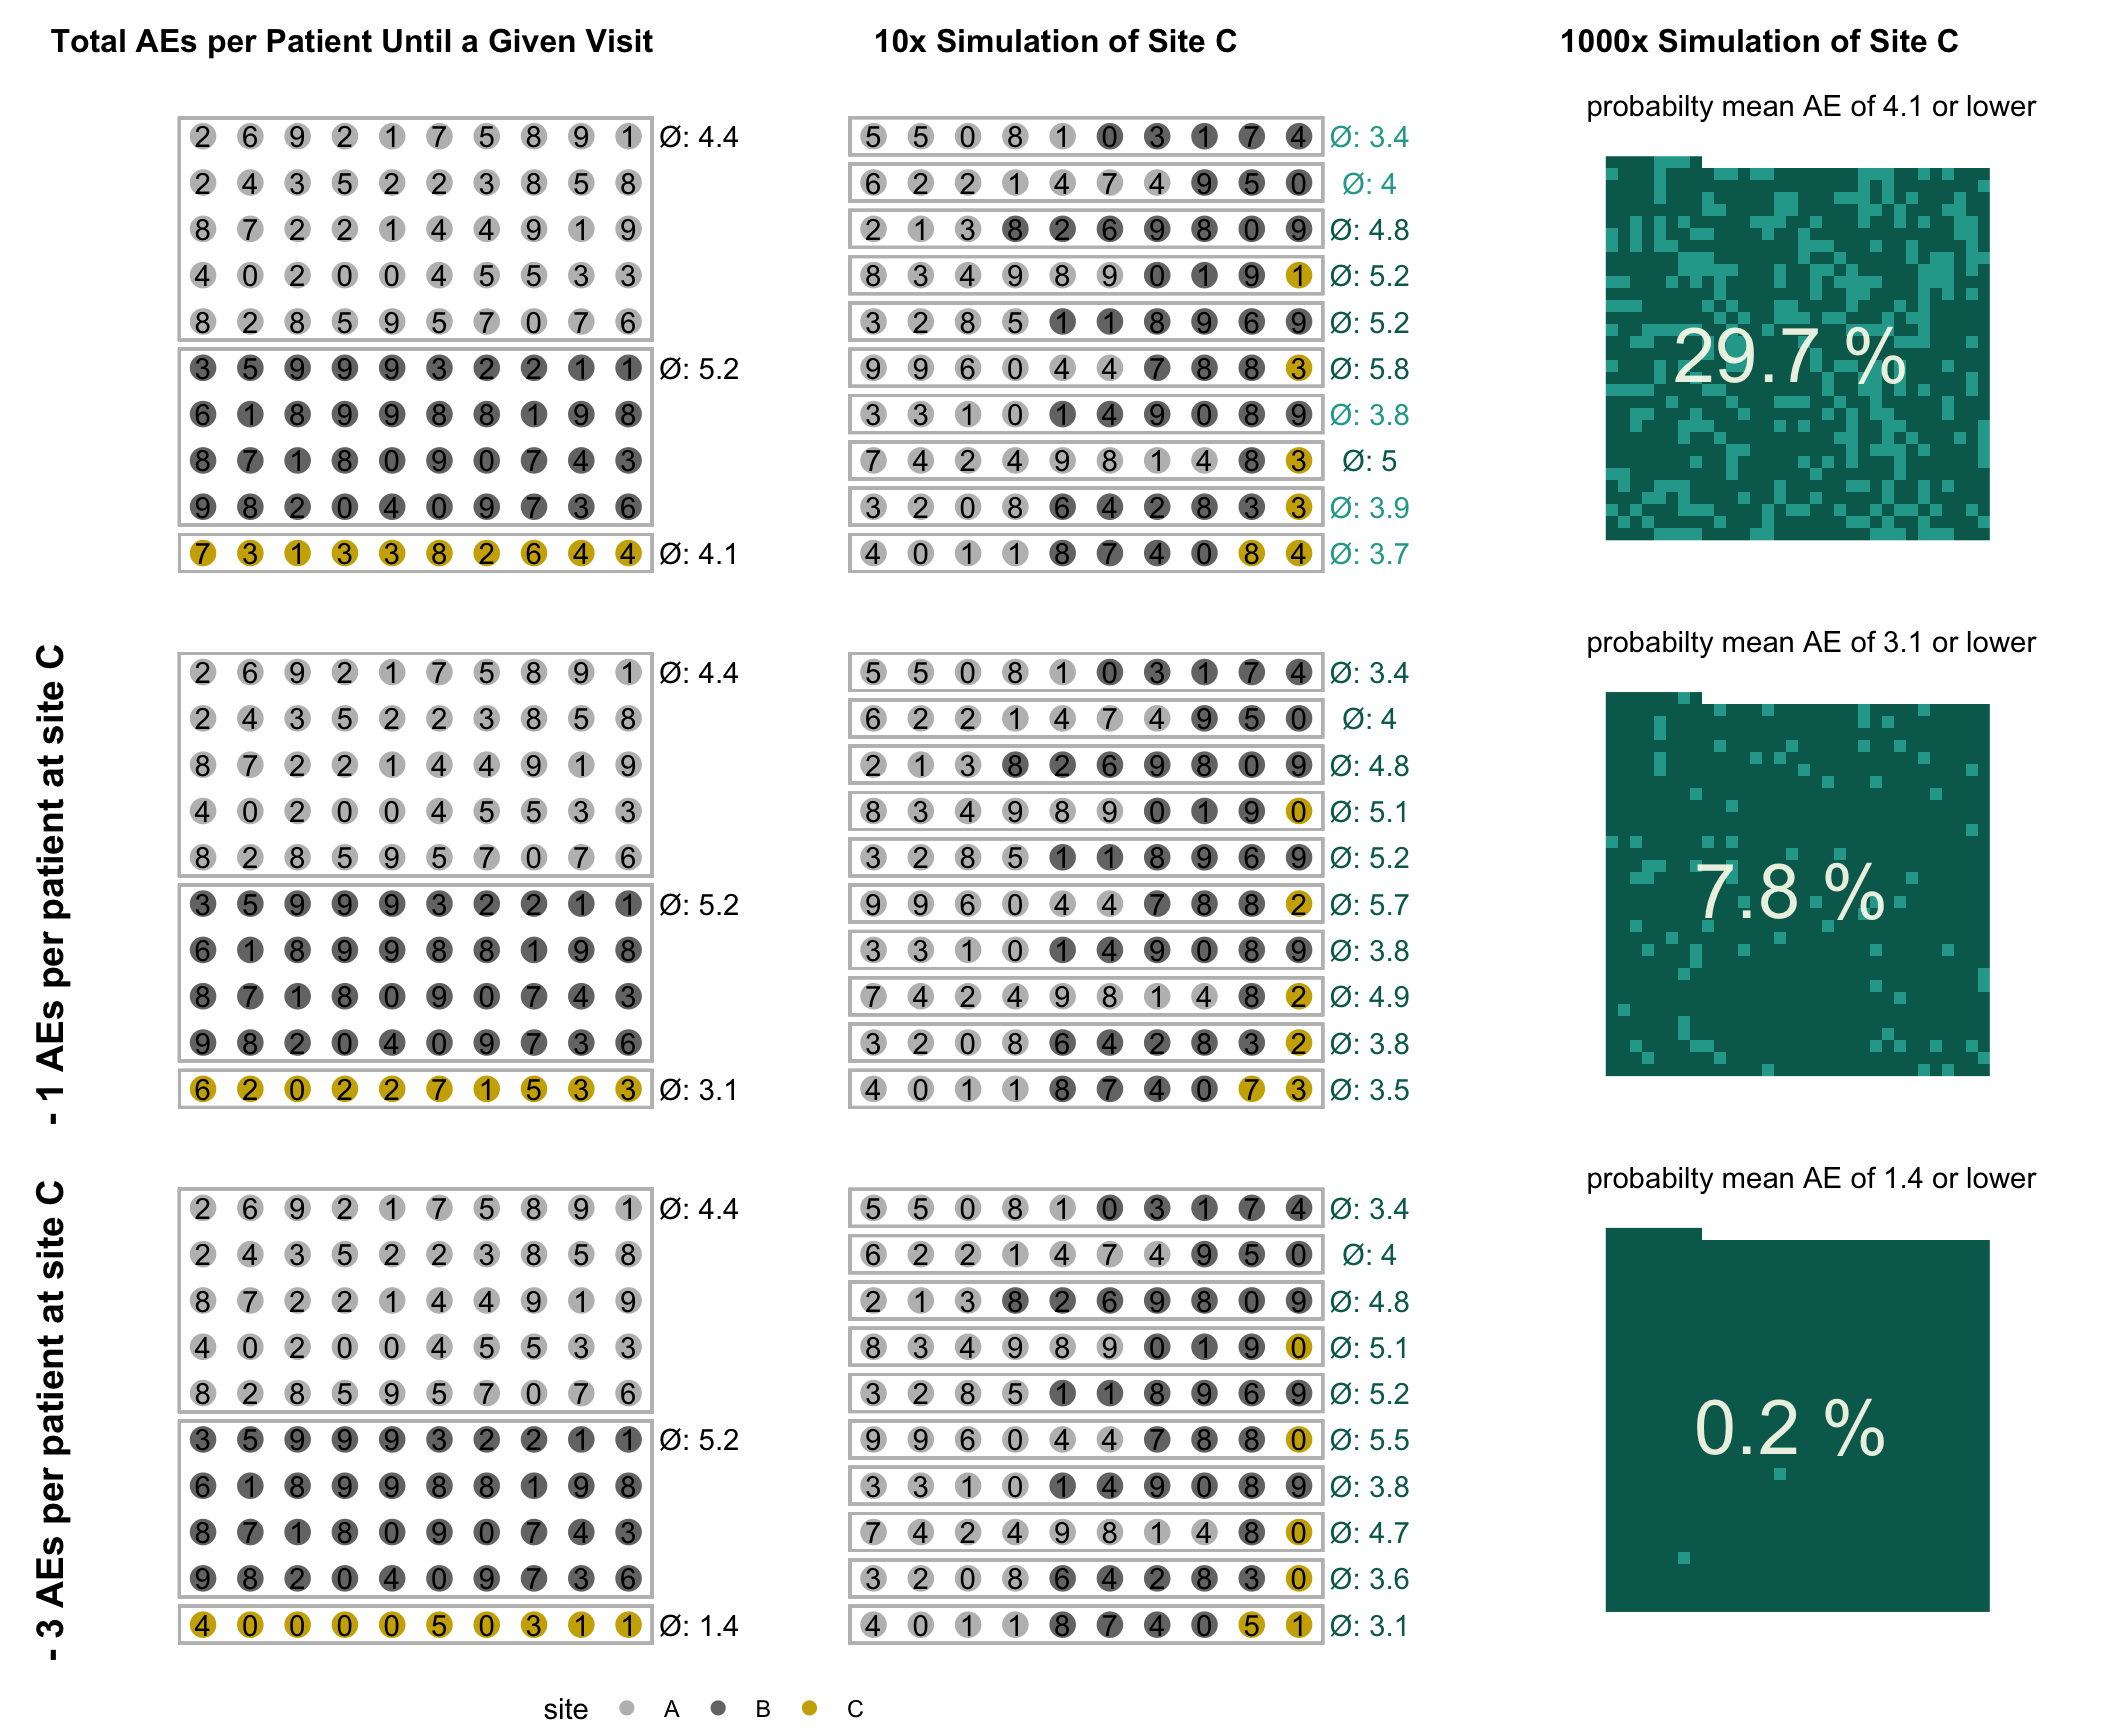 Total AEs per Patient Until a Given Visit
10x Simulation of Site C
1000x Simulation of Site C
2 6 9 2 1 7 5 8 9 1 Ø: 4.4
2 4 3 5 2 2 3 8 5 8
8 7 2 2 1 4 4 9 1 9
4 0 2 0 0 4 5 5 3 3
8 2 8 5 9 5 7 0 7 6
3 5 9 9 9 3 2 2 1 1 Ø: 5.2
6 1 8 9 9 8 8 1 9 8
8 7 1 8 0 9 0 7 4 3
9 8 2 0 4 0 9 7 3 6
7 3 1 3 3 8 2 6 4 4 Ø: 4.1
5 5 0 8 1 0 3 1 7 4 Ø: 3.4
6 2 2 1 4 7 4 9 5 0 Ø: 4
2 1 3 8 2 6 9 8 0 9 Ø: 4.8
8 3 4 9 8 9 0 1 9 1 Ø: 5.2
3 2 8 5 1 1 8 9 6 9 Ø: 5.2
9 9 6 0 4 4 7 8 8 3 Ø: 5.8
3 3 1 0 1 4 9 0 8 9 Ø: 3.8
7 4 2 4 9 8 1 4 8 3 Ø: 5
3 2 0 8 6 4 2 8 3 3 Ø: 3.9
4 0 1 1 8 7 4 0 8 4 Ø: 3.7
probabilty mean AE of 4.1 or lower
29.7 %
- 1 AEs per patient at site C
2 6 9 2 1 7 5 8 9 1 Ø: 4.4
2 4 3 5 2 2 3 8 5 8
8 7 2 2 1 4 4 9 1 9
4 0 2 0 0 4 5 5 3 3
8 2 8 5 9 5 7 0 7 6
3 5 9 9 9 3 2 2 1 1 Ø: 5.2
6 1 8 9 9 8 8 1 9 8
8 7 1 8 0 9 0 7 4 3
9 8 2 0 4 0 9 7 3 6
6 2 0 2 2 7 1 5 3 3 Ø: 3.1
5 5 0 8 1 0 3 1 7 4 Ø: 3.4
6 2 2 1 4 7 4 9 5 0 Ø: 4
2 1 3 8 2 6 9 8 0 9 Ø: 4.8
8 3 4 9 8 9 0 1 9 0 Ø: 5.1
3 2 8 5 1 1 8 9 6 9 Ø: 5.2
9 9 6 0 4 4 7 8 8 2 Ø: 5.7
3 3 1 0 1 4 9 0 8 9 Ø: 3.8
7 4 2 4 9 8 1 4 8 2 Ø: 4.9
3 2 0 8 6 4 2 8 3 2 Ø: 3.8
4 0 1 1 8 7 4 0 7 3 Ø: 3.5
probabilty mean AE of 3.1 or lower
7.8 %
- 3 AEs per patient at site C
2 6 9 2 1 7 5 8 9 1 Ø: 4.4
2 4 3 5 2 2 3 8 5 8
8 7 2 2 1 4 4 9 1 9
4 0 2 0 0 4 5 5 3 3
8 2 8 5 9 5 7 0 7 6
3 5 9 9 9 3 2 2 1 1 Ø: 5.2
6 1 8 9 9 8 8 1 9 8
8 7 1 8 0 9 0 7 4 3
9 8 2 0 4 0 9 7 3 6
4 0 0 0 0 5 0 3 1 1 Ø: 1.4
5 5 0 8 1 0 3 1 7 4 Ø: 3.4
6 2 2 1 4 7 4 9 5 0 Ø: 4
2 1 3 8 2 6 9 8 0 9 Ø: 4.8
8 3 4 9 8 9 0 1 9 0 Ø: 5.1
3 2 8 5 1 1 8 9 6 9 Ø: 5.2
9 9 6 0 4 4 7 8 8 0 Ø: 5.5
3 3 1 0 1 4 9 0 8 9 Ø: 3.8
7 4 2 4 9 8 1 4 8 0 Ø: 4.7
3 2 0 8 6 4 2 8 3 0 Ø: 3.6
4 0 1 1 8 7 4 0 5 1 Ø: 3.1
probabilty mean AE of 1.4 or lower
0.2 %
site A B C